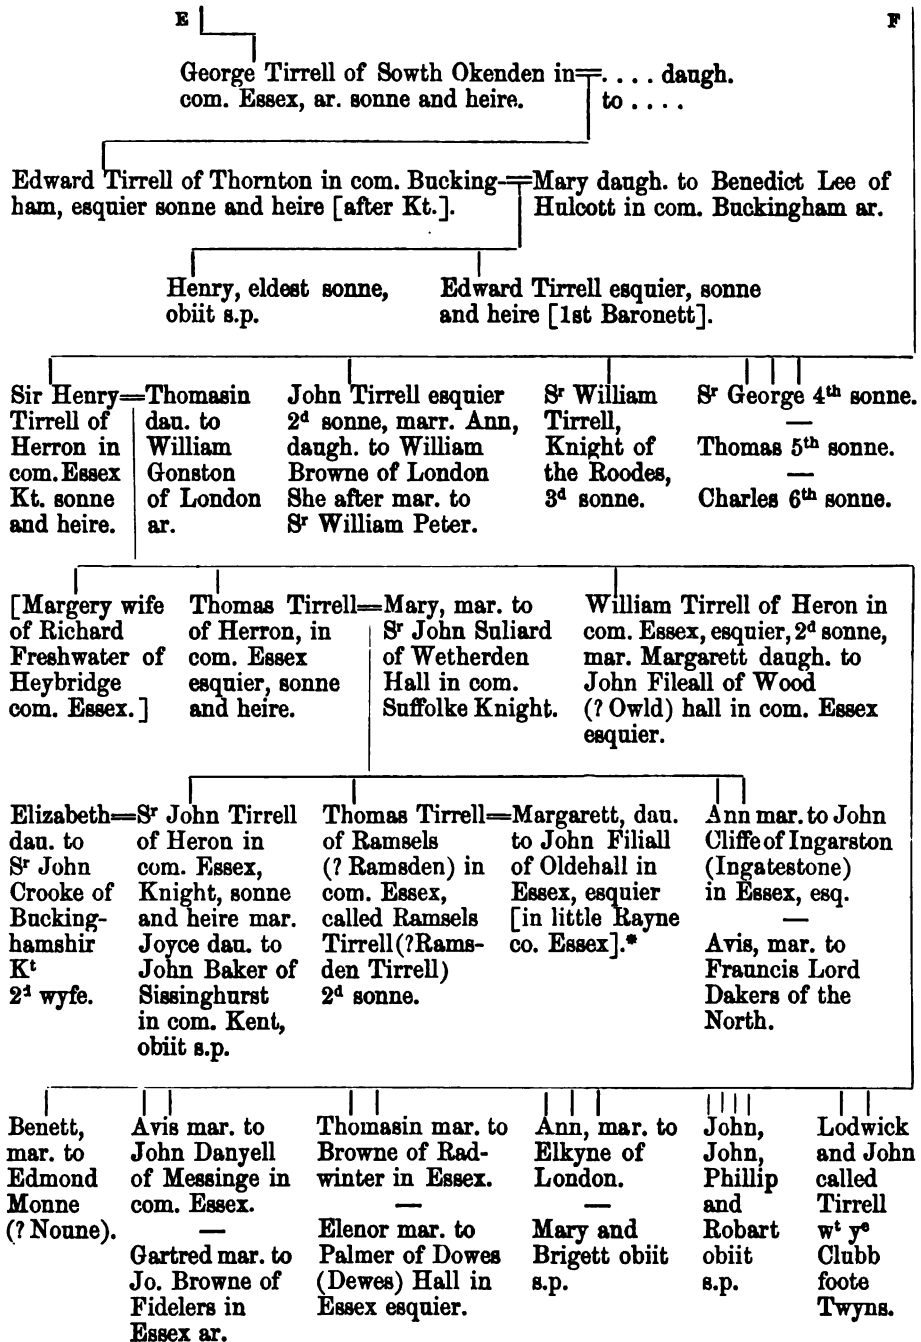 E
F
George Tirrell of Sowth Okenden in
com. Essex, ar. sonne and heire.
. . . . daugh.
to . . . .
Edward Tirrell of Thornton in com. Bucking-
ham, esquier sonne and heire [after Kt.].
Mary daugh. to Benedict Lee of
Hulcott in com. Buckingham ar.
Henry, eldest sonne,
obiit s.p.
Edward Tirrell esquier, sonne
and heire [1st Baronett].
Sir Henry
Tirrell of
Herron in
com. Essex
Kt. sonne
and heire.
Thomasin
dau. to
William
Gonston
of London
ar.
John Tirrell esquier
2d sonne, marr. Ann,
daugh. to William
Browne of London
She after mar. to
Sr William Peter.
Sr William
Tirrell,
Knight of
the Roodes,
3d sonne.
Sr George 4th sonne.
—
Thomas 5th sonne.
—
Charles 6th sonne.
[Margery wife
of Richard
Freshwater of
Heybridge
com. Essex.]
Thomas Tirrell
of Herron, in
com. Essex
esquier, sonne
and heire.
Mary, mar. to
Sr John Suliard
of Wetherden
Hall in com.
Suffolke Knight.
William Tirrell of Heron in
com. Essex, esquier, 2d sonne,
mar. Margarett daugh. to
John Fileall of Wood
(? Owld) hall in com. Essex
esquier.
Elizabeth
dau. to
Sr John
Crooke of
Bucking-
hamshir
Kt
2d wyfe.
Sr John Tirrell
of Heron in
com. Essex,
Knight, sonne
and heire mar.
Joyce dau. to
John Baker of
Sissinghurst
in com. Kent,
obiit s.p.
Thomas Tirrell
of Ramsels
(? Ramsden) in
com. Essex,
called Ramsels
Tirrell (? Rams-
den Tirrell)
2d sonne.
Margarett, dau.
to John Filiall
of Oldehall in
Essex, esquier
[in little Rayne
co. Essex].*
Ann mar. to John
Cliffe of Ingarston
(Ingatestone)
in Essex, esq.
—
Avis, mar. to
Frauncis Lord
Dakers of the
North.
Benett,
mar. to
Edmond
Monne
(? Noune).
Avis mar. to
John Danyell
of Messinge in
com. Essex.
—
Gartred mar. to
Jo. Browne of
Fidelers in
Essex ar.
Thomasin mar. to
Browne of Rad-
winter in Essex.
—
Elenor mar. to
Palmer of Dowes
(Dewes) Hall in
Essex esquier.
Ann, mar. to
Elkyne of
London.
—
Mary and
Brigett obiit
s.p.
John,
John,
Phillip
and
Robart
obiit
s.p.
Lodwick
and John
called
Tirrell
wt ye
Clubb
foote
Twyns.